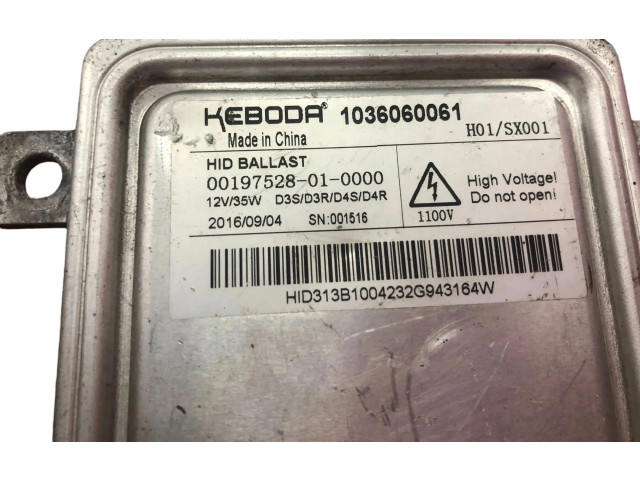 KEBODA® 1036060061
Made in China
H01/SX001
HID BALLAST
00197528-01-0000
12V/35W D3S/D3R/D4S/D4R
2016/09/04 SN:001516
1100V
High Voltage!
Do not open!
HID313B1004232G943164W